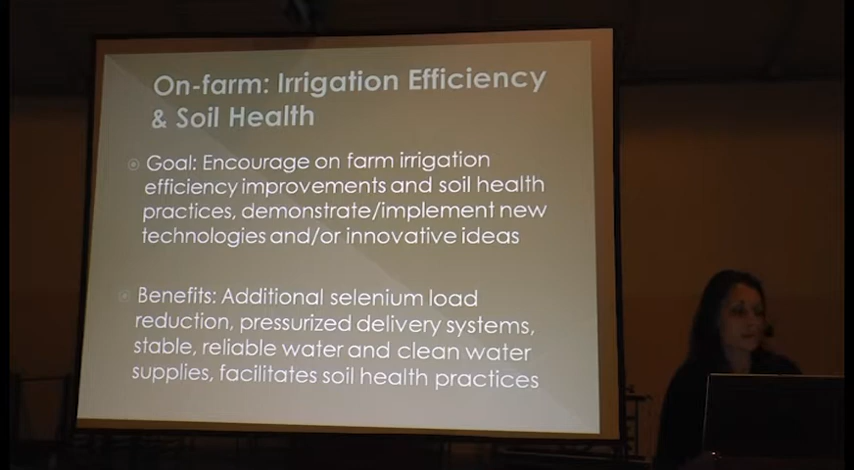 On-farm: Irrigation Efficiency
& Soil Health
Goal: Encourage on farm irrigation
efficiency improvements and soil health
practices, demonstrate/implement new
technologies and/or innovative ideas
Benefits: Additional selenium load
reduction, pressurized delivery systems,
stable, reliable water and clean water
supplies, facilitates soil health practices